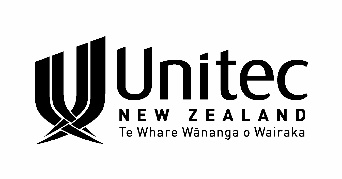 Unitec
NEW ZEALAND
Te Whare Wānanga o Wairaka